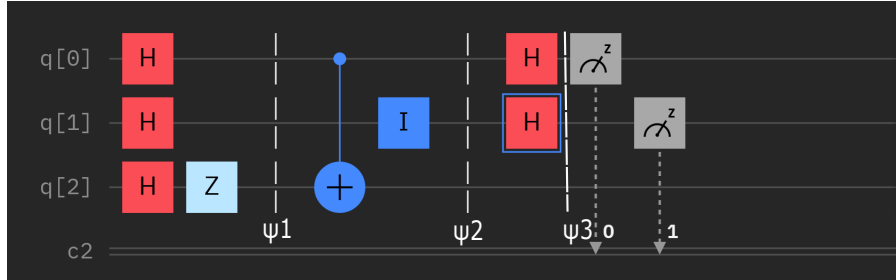 q[0] H H z
q[1] H I H z
q[2] H Z +
ψ1 ψ2 ψ3 0 1
c2